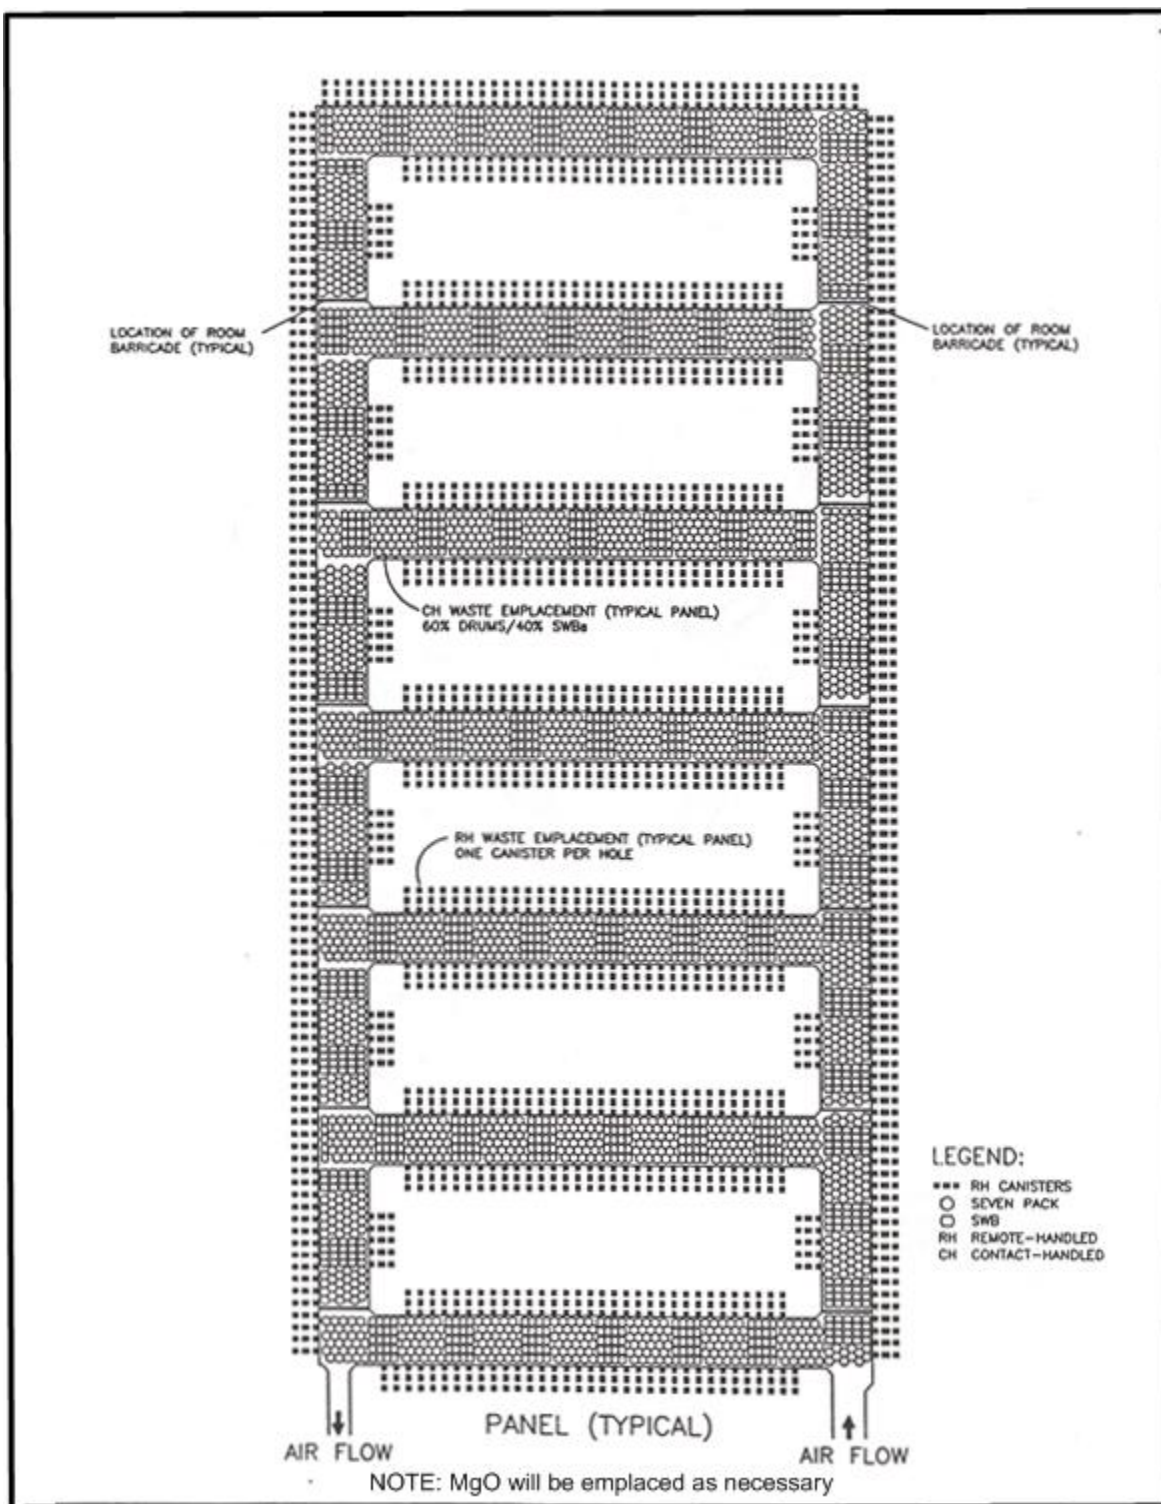 LOCATION OF ROOM
BARRICADE (TYPICAL)
LOCATION OF ROOM
BARRICADE (TYPICAL)
CH WASTE EMPLACEMENT (TYPICAL PANEL)
60% DRUMS/40% SWBs
RH WASTE EMPLACEMENT (TYPICAL PANEL)
ONE CANISTER PER HOLE
LEGEND:
RH CANISTERS
SEVEN PACK
SWB
RH REMOTE-HANDLED
CH CONTACT-HANDLED
PANEL (TYPICAL)
AIR FLOW
AIR FLOW
NOTE: MgO will be emplaced as necessary